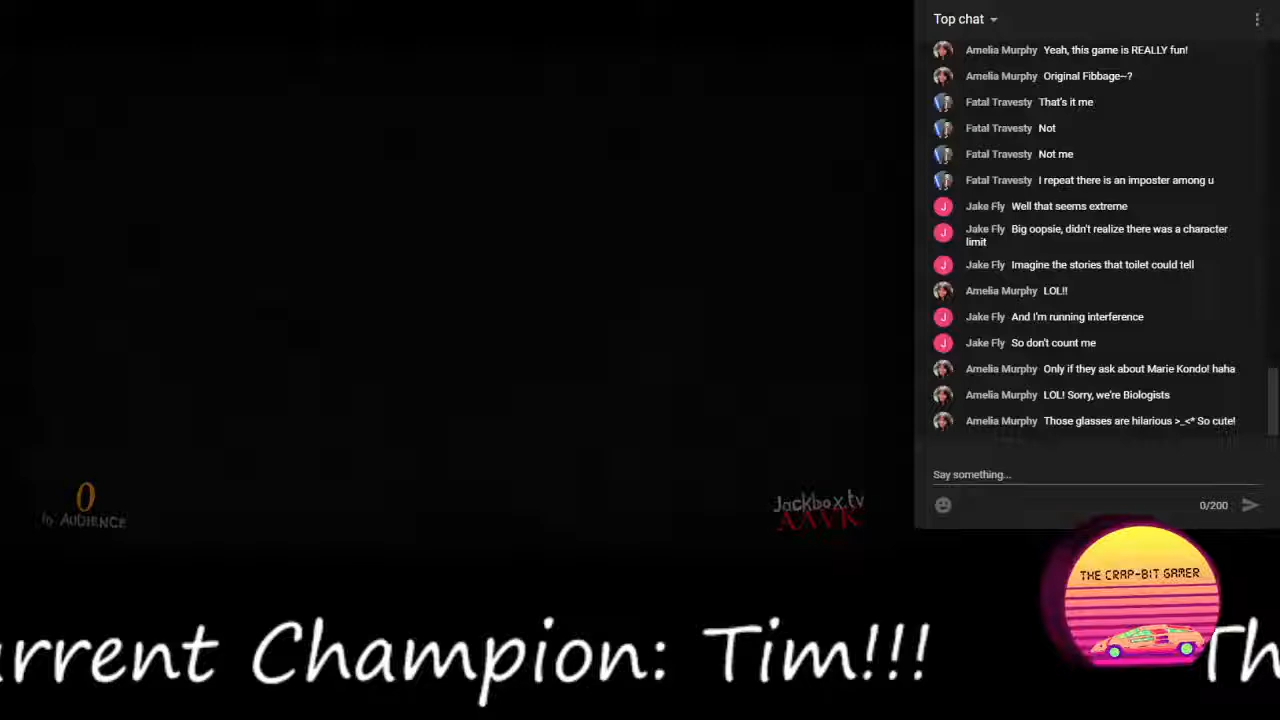 Top chat
Amelia Murphy Yeah, this game is REALLY fun!
Amelia Murphy Original Fibbage~?
Fatal Travesty That's it me
Fatal Travesty Not
Fatal Travesty Not me
Fatal Travesty I repeat there is an imposter among u
Jake Fly Well that seems extreme
Jake Fly Big oopsie, didn't realize there was a character
limit
Jake Fly Imagine the stories that toilet could tell
Amelia Murphy LOL!!
Jake Fly And I'm running interference
Jake Fly So don't count me
Amelia Murphy Only if they ask about Marie Kondo! haha
Amelia Murphy LOL! Sorry, we're Biologists
Amelia Murphy Those glasses are hilarious >_<* So cute!
Say something...
0/200
0
in AUDIENCE
Jackbox.tv
THE CRAP-BIT GAMER
urrent Champion: Tim!!! Th